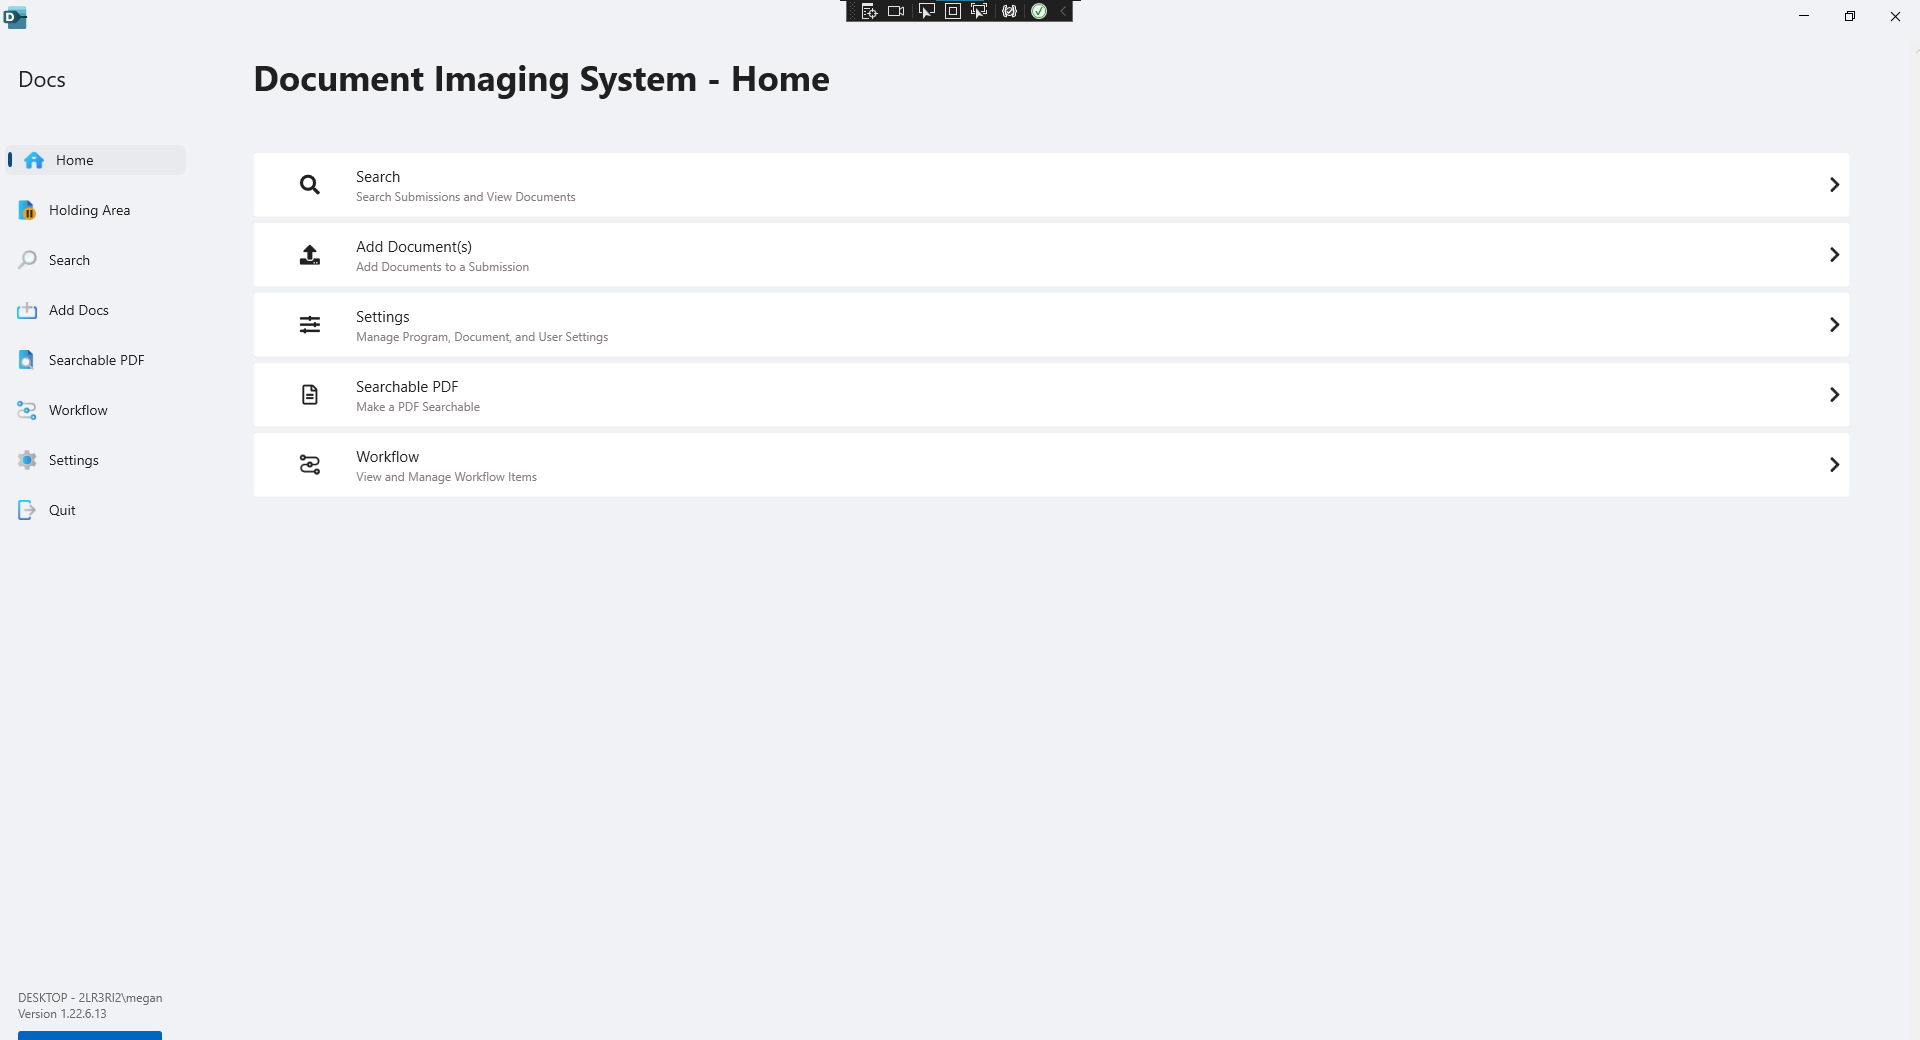 D
Docs
Document Imaging System - Home
Home
Holding Area
Search
Add Docs
Searchable PDF
Workflow
Settings
Quit
Search
Search Submissions and View Documents
Add Document(s)
Add Documents to a Submission
Settings
Manage Program, Document, and User Settings
Searchable PDF
Make a PDF Searchable
Workflow
View and Manage Workflow Items
DESKTOP - 2LR3RI2\megan
Version 1.22.6.13